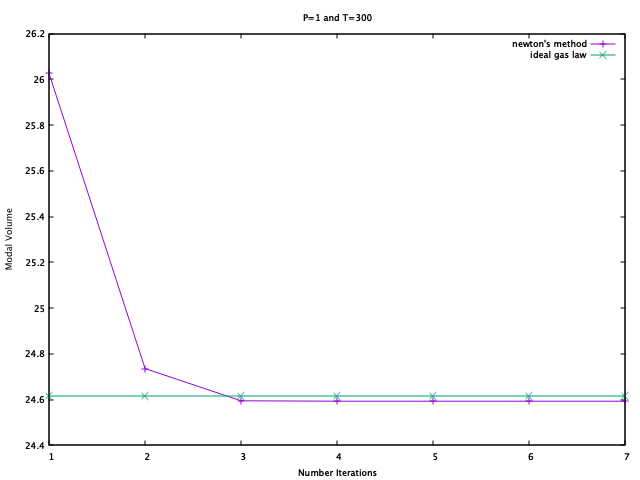 P=1 and T=300
newton's method
ideal gas law
26.2
26
25.8
25.6
25.4
25.2
25
24.8
24.6
24.4
Modal Volume
1 2 3 4 5 6 7
Number Iterations